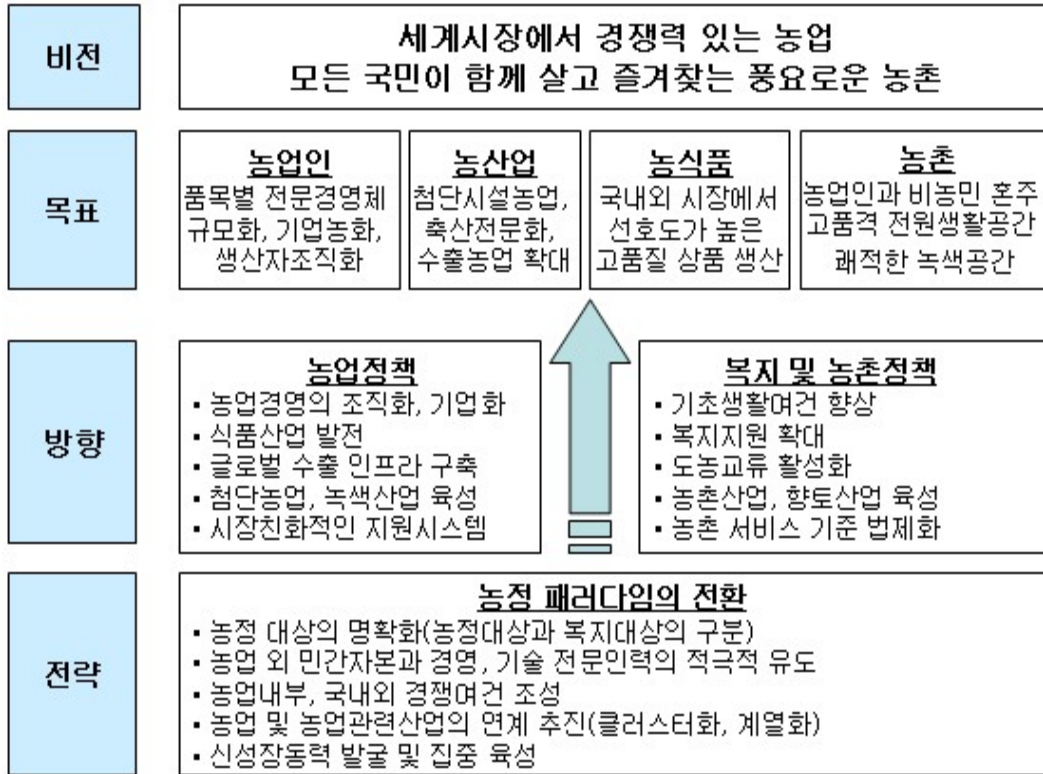 비전
세계시장에서 경쟁력 있는 농업
모든 국민이 함께 살고 즐겨찾는 풍요로운 농촌
목표
농업인
품목별 전문경영체
규모화, 기업농화,
생산자조직화
농산업
첨단시설농업,
축산전문화,
수출농업 확대
농식품
국내외 시장에서
선호도가 높은
고품질 상품 생산
농촌
농업인과 비농민 혼주
고품격 전원생활공간
쾌적한 녹색공간
방향
농업정책
▪ 농업경영의 조직화, 기업화
▪ 식품산업 발전
▪ 글로벌 수출 인프라 구축
▪ 첨단농업, 녹색산업 육성
▪ 시장친화적인 지원시스템
복지 및 농촌정책
▪ 기초생활여건 향상
▪ 복지지원 확대
▪ 도농교류 활성화
▪ 농촌산업, 향토산업 육성
▪ 농촌 서비스 기준 법제화
전략
농정 패러다임의 전환
▪ 농정 대상의 명확화(농정대상과 복지대상의 구분)
▪ 농업 외 민간자본과 경영, 기술 전문인력의 적극적 유도
▪ 농업내부, 국내외 경쟁여건 조성
▪ 농업 및 농업관련산업의 연계 추진(클러스터화, 계열화)
▪ 신성장동력 발굴 및 집중 육성